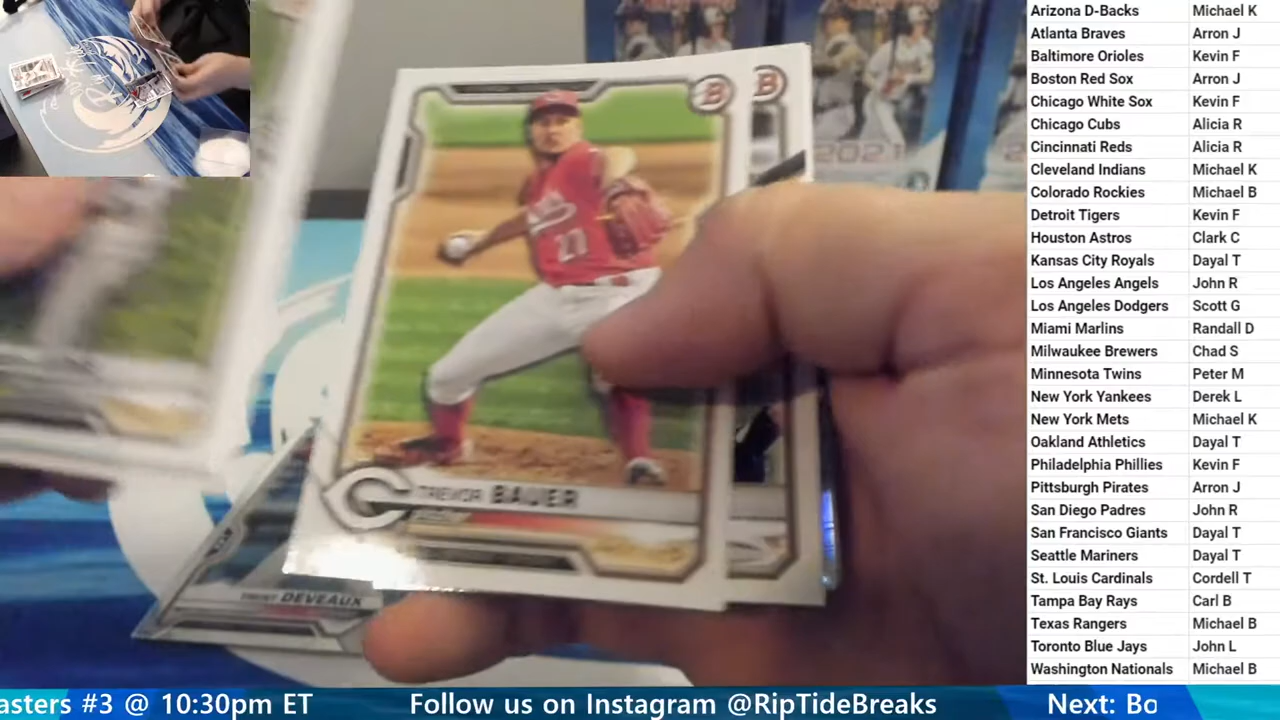 Arizona D-Backs Michael K
Atlanta Braves Arron J
Baltimore Orioles Kevin F
Boston Red Sox Arron J
Chicago White Sox Kevin F
Chicago Cubs Alicia R
Cincinnati Reds Alicia R
Cleveland Indians Michael K
Colorado Rockies Michael B
Detroit Tigers Kevin F
Houston Astros Clark C
Kansas City Royals Dayal T
Los Angeles Angels John R
Los Angeles Dodgers Scott G
Miami Marlins Randall D
Milwaukee Brewers Chad S
Minnesota Twins Peter M
New York Yankees Derek L
New York Mets Michael K
Oakland Athletics Dayal T
Philadelphia Phillies Kevin F
Pittsburgh Pirates Arron J
San Diego Padres John R
San Francisco Giants Dayal T
Seattle Mariners Dayal T
St. Louis Cardinals Cordell T
Tampa Bay Rays Carl B
Texas Rangers Michael B
Toronto Blue Jays John L
Washington Nationals Michael B
2021
B
B
27
TREVOR BAUER
DEVEAUX
asters #3 @ 10:30pm ET Follow us on Instagram @RipTideBreaks Next: Bo